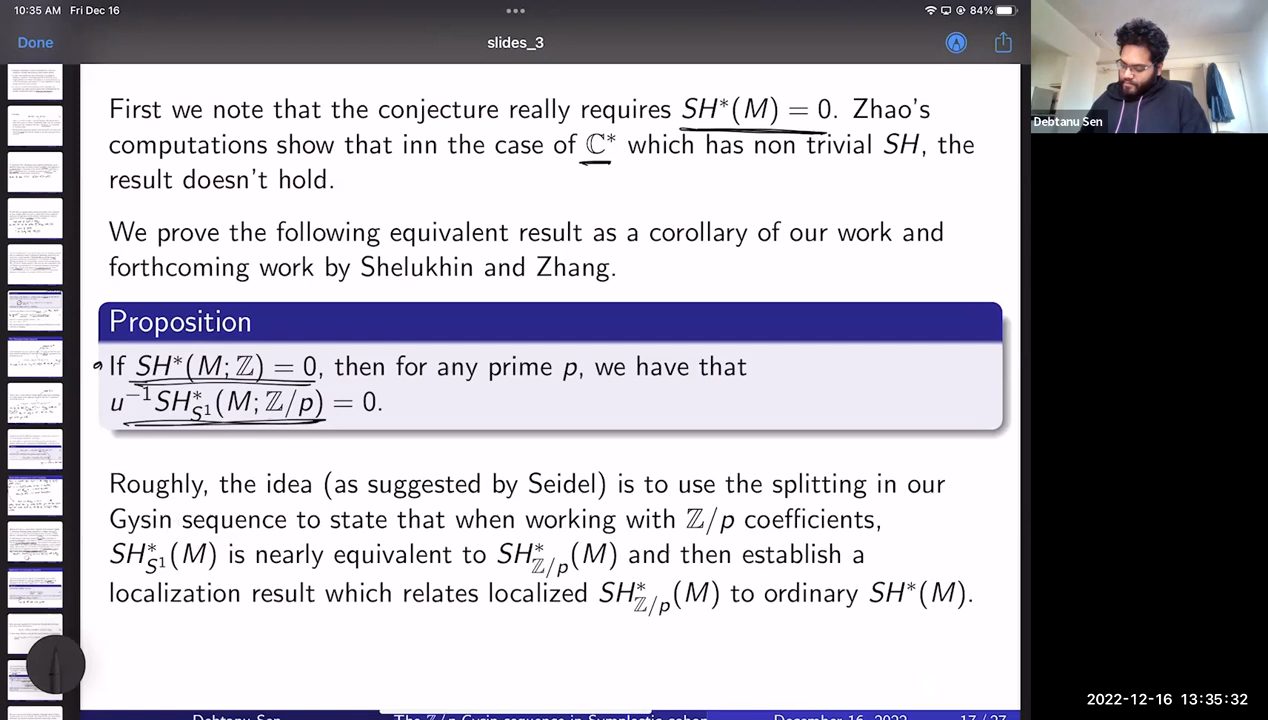 10:35 AM Fri Dec 16
84%
Done
slides_3
First we note that the conjecture really requires SH*(M) = 0. Zhao's
computations show that inn the case of ℂ* which has non trivial SH, the
result doesn't hold.
We prove the following equivalent result as a corollary of our work and
forthcoming work by Shelukhin and Zhang.
Proposition
If SH*(M; ℤ) = 0, then for any prime p, we have that
u⁻¹SH*_{S¹}(M; ℤ/p) = 0.
Roughly, the idea (as suggested by Seidel) is to use the splitting in our
Gysin sequence to state that when working with ℤ/p coefficients,
SH*_{S¹}(M) is nearly equivalent to SH*_{ℤ/p}(M) and then establish a
localization result which relates localized SH*_{ℤ/p}(M) to ordinary SH*(M).
Debtanu Sen
2022-12-16 13:35:32